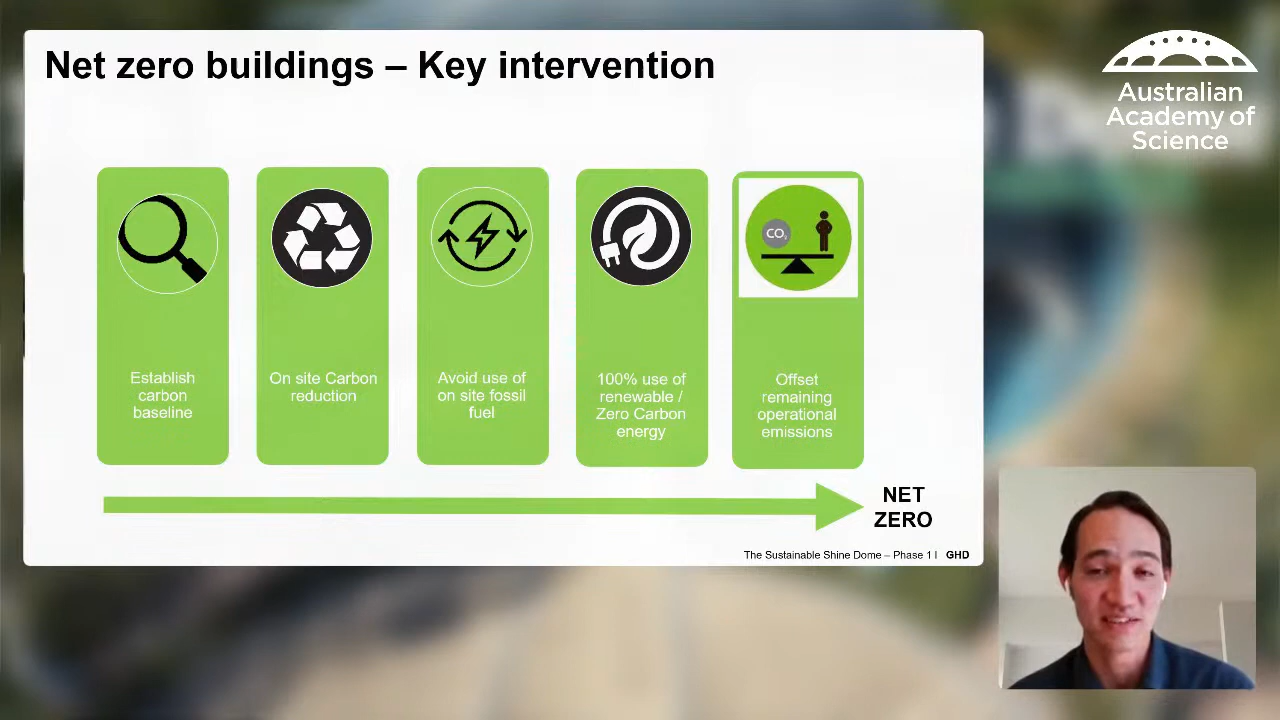 Net zero buildings – Key intervention
Australian
Academy of
Science
CO₂
Establish
carbon
baseline
On site Carbon
reduction
Avoid use of
on site fossil
fuel
100% use of
renewable /
Zero Carbon
energy
Offset
remaining
operational
emissions
NET
ZERO
The Sustainable Shine Dome – Phase 1 I GHD